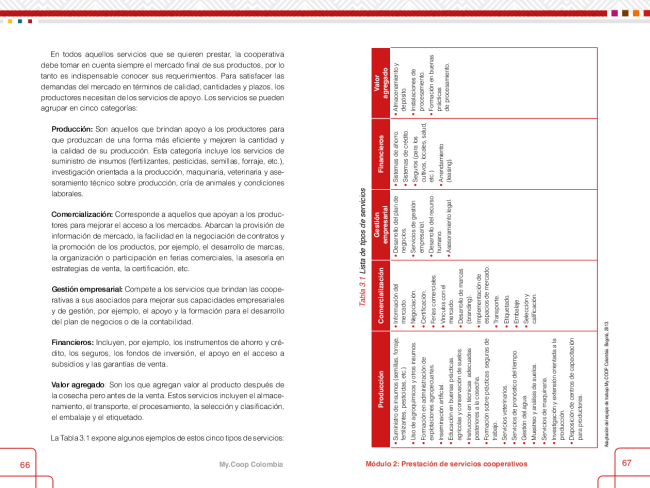 En todos aquellos servicios que se quieren prestar, la cooperativa
debe tomar en cuenta siempre el mercado final de sus productos, por lo
tanto es indispensable conocer sus requerimientos. Para satisfacer las
demandas del mercado en términos de calidad, cantidades y plazos, los
productores necesitan de los servicios de apoyo. Los servicios se pueden
agrupar en cinco categorías:
Producción: Son aquellos que brindan apoyo a los productores para
que produzcan de una forma más eficiente y mejoren la cantidad y
la calidad de su producción. Esta categoría incluye los servicios de
suministro de insumos (fertilizantes, pesticidas, semillas, forraje, etc.),
investigación orientada a la producción, maquinaria, veterinaria y ase-
soramiento técnico sobre producción, cría de animales y condiciones
laborales.
Comercialización: Corresponde a aquellos que apoyan a los produc-
tores para mejorar el acceso a los mercados. Abarcan la provisión de
información de mercado, la facilidad en la negociación de contratos y
la promoción de los productos, por ejemplo, el desarrollo de marcas,
la organización o participación en ferias comerciales, la asesoría en
estrategias de venta, la certificación, etc.
Gestión empresarial: Compete a los servicios que brindan las coope-
rativas a sus asociados para mejorar sus capacidades empresariales
y de gestión, por ejemplo, el apoyo y la formación para el desarrollo
del plan de negocios o de la contabilidad.
Financieros: Incluyen, por ejemplo, los instrumentos de ahorro y cré-
dito, los seguros, los fondos de inversión, el apoyo en el acceso a
subsidios y las garantías de venta.
Valor agregado: Son los que agregan valor al producto después de
la cosecha pero antes de la venta. Estos servicios incluyen el almace-
namiento, el transporte, el procesamiento, la selección y clasificación,
el embalaje y el etiquetado.
La Tabla 3.1 expone algunos ejemplos de estos cinco tipos de servicios:
66
My.Coop Colombia
Tabla 3.1 Lista de tipos de servicios
Producción
• Suministro de insumos (semillas, forraje,
fertilizantes, pesticidas, etc.)
• Uso de agroquímicos y otros insumos
• Formación en administración de
explotaciones agropecuarias.
• Inseminación artificial.
• Educación en buenas prácticas
agrícolas y conservación de suelos.
• Instrucción en técnicas adecuadas
posteriores a la cosecha.
• Formación sobre prácticas seguras de
trabajo.
• Servicios veterinarios.
• Servicios de pronóstico del tiempo.
• Gestión del agua.
• Muestreo y análisis de suelos.
• Servicios de maquinaria.
• Investigación y extensión orientada a la
producción.
• Disposición de centros de capacitación
para productores.
Comercialización
• Información del
mercado.
• Negociación.
• Certificación.
• Ferias comerciales.
• Vínculos con el
mercado.
• Desarrollo de marcas
(branding).
• Implementación de
espacios de mercado.
• Transporte.
• Etiquetado.
• Embalaje.
• Selección y
calificación.
Gestión
empresarial
• Desarrollo del plan de
negocios.
• Servicios de gestión
empresarial.
• Desarrollo del recurso
humano.
• Asesoramiento legal.
Financieros
• Sistemas de ahorro.
• Sistemas de crédito.
• Seguros (para los
cultivos, locales, salud,
etc.)
• Arrendamiento
(leasing).
Valor
agregado
• Almacenamiento y
depósito.
• Instalaciones de
procesamiento.
• Formación en buenas
prácticas
de procesamiento.
Adaptación del equipo de trabajo My.COOP Colombia. Bogotá, 2013.
Módulo 2: Prestación de servicios cooperativos
67